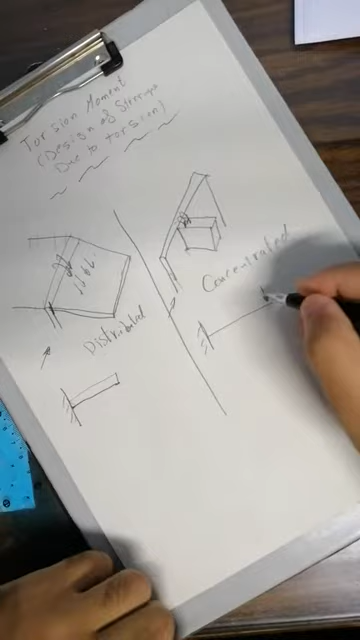 Torsion Moment
(Design of Stirrups
Due to torsion)
Distributed
Concentrated